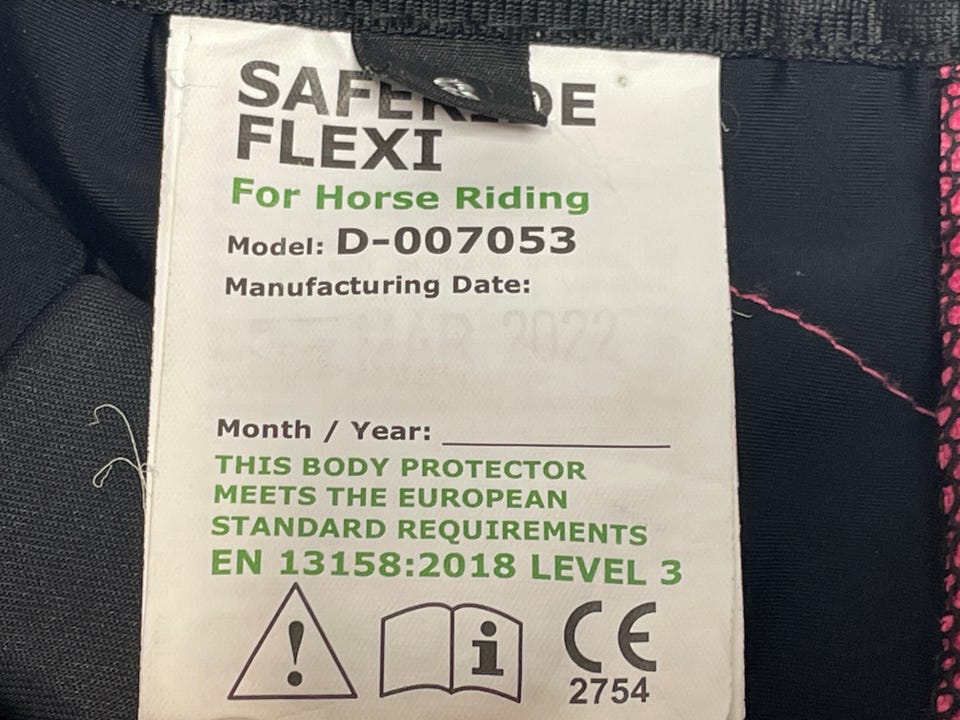 SAFERIDE
FLEXI
For Horse Riding
Model: D-007053
Manufacturing Date:
MAR 2022
Month / Year:
THIS BODY PROTECTOR
MEETS THE EUROPEAN
STANDARD REQUIREMENTS
EN 13158:2018 LEVEL 3
i
CE
2754